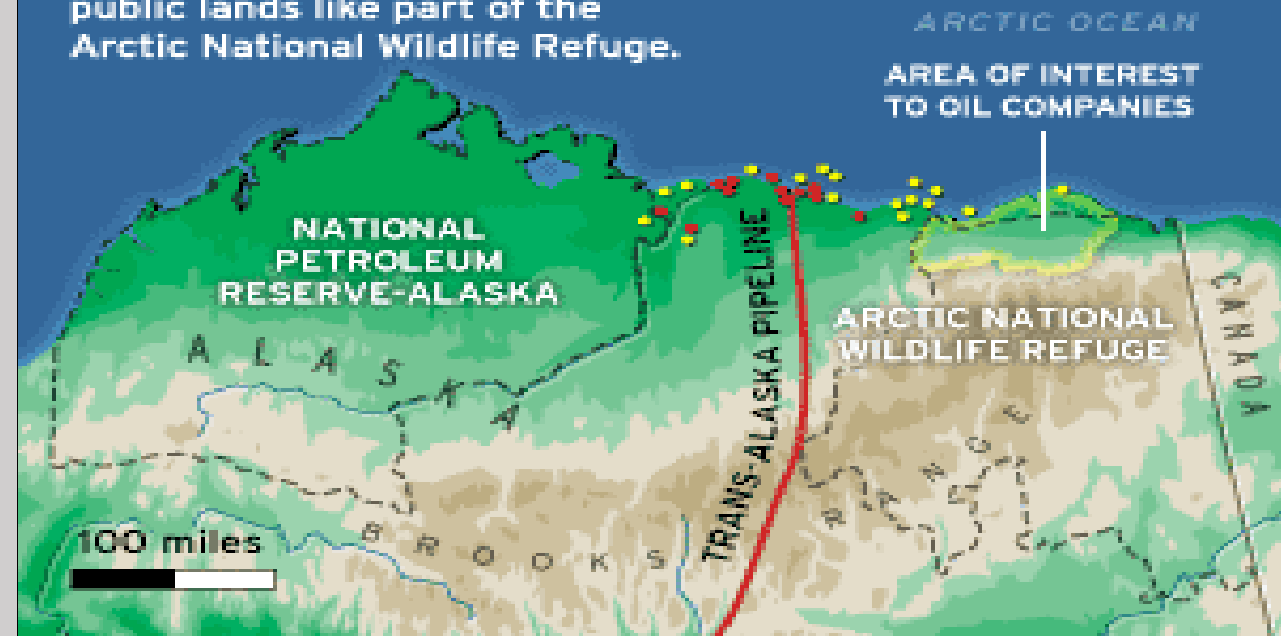 public lands like part of the
Arctic National Wildlife Refuge.
ARCTIC OCEAN
AREA OF INTEREST
TO OIL COMPANIES
NATIONAL
PETROLEUM
RESERVE-ALASKA
ALASKA
TRANS-ALASKA PIPELINE
ARCTIC NATIONAL
WILDLIFE REFUGE
CANADA
BROOKS RANGE
100 miles